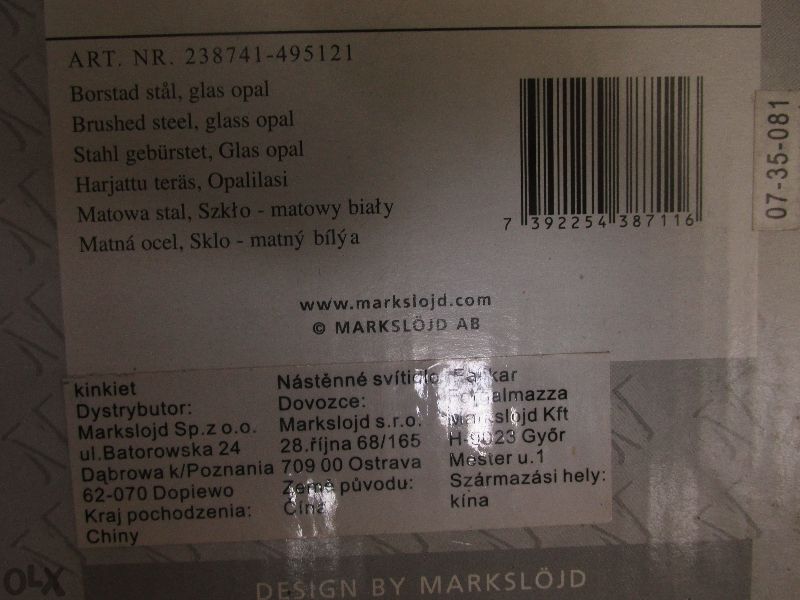 ART. NR. 238741-495121
Borstad stål, glas opal
Brushed steel, glass opal
Stahl gebürstet, Glas opal
Harjattu teräs, Opalilasi
Matowa stal, Szkło - matowy biały
Matná ocel, Sklo - matný bílýa
7 392254 387116
07-35-081
www.markslojd.com
© MARKSLÖJD AB
kinkiet
Dystrybutor:
Markslojd Sp.z o.o.
ul.Batorowska 24
Dąbrowa k/Poznania
62-070 Dopiewo
Kraj pochodzenia:
Chiny
Nástěnné svítidlo
Dovozce:
Markslojd s.r.o.
28.října 68/165
709 00 Ostrava
Země původu:
Čína
Falikar
Forgalmazza
Markslojd Kft
H-9023 Győr
Mester u.1
Származási hely:
kína
DESIGN BY MARKSLÖJD
OLX